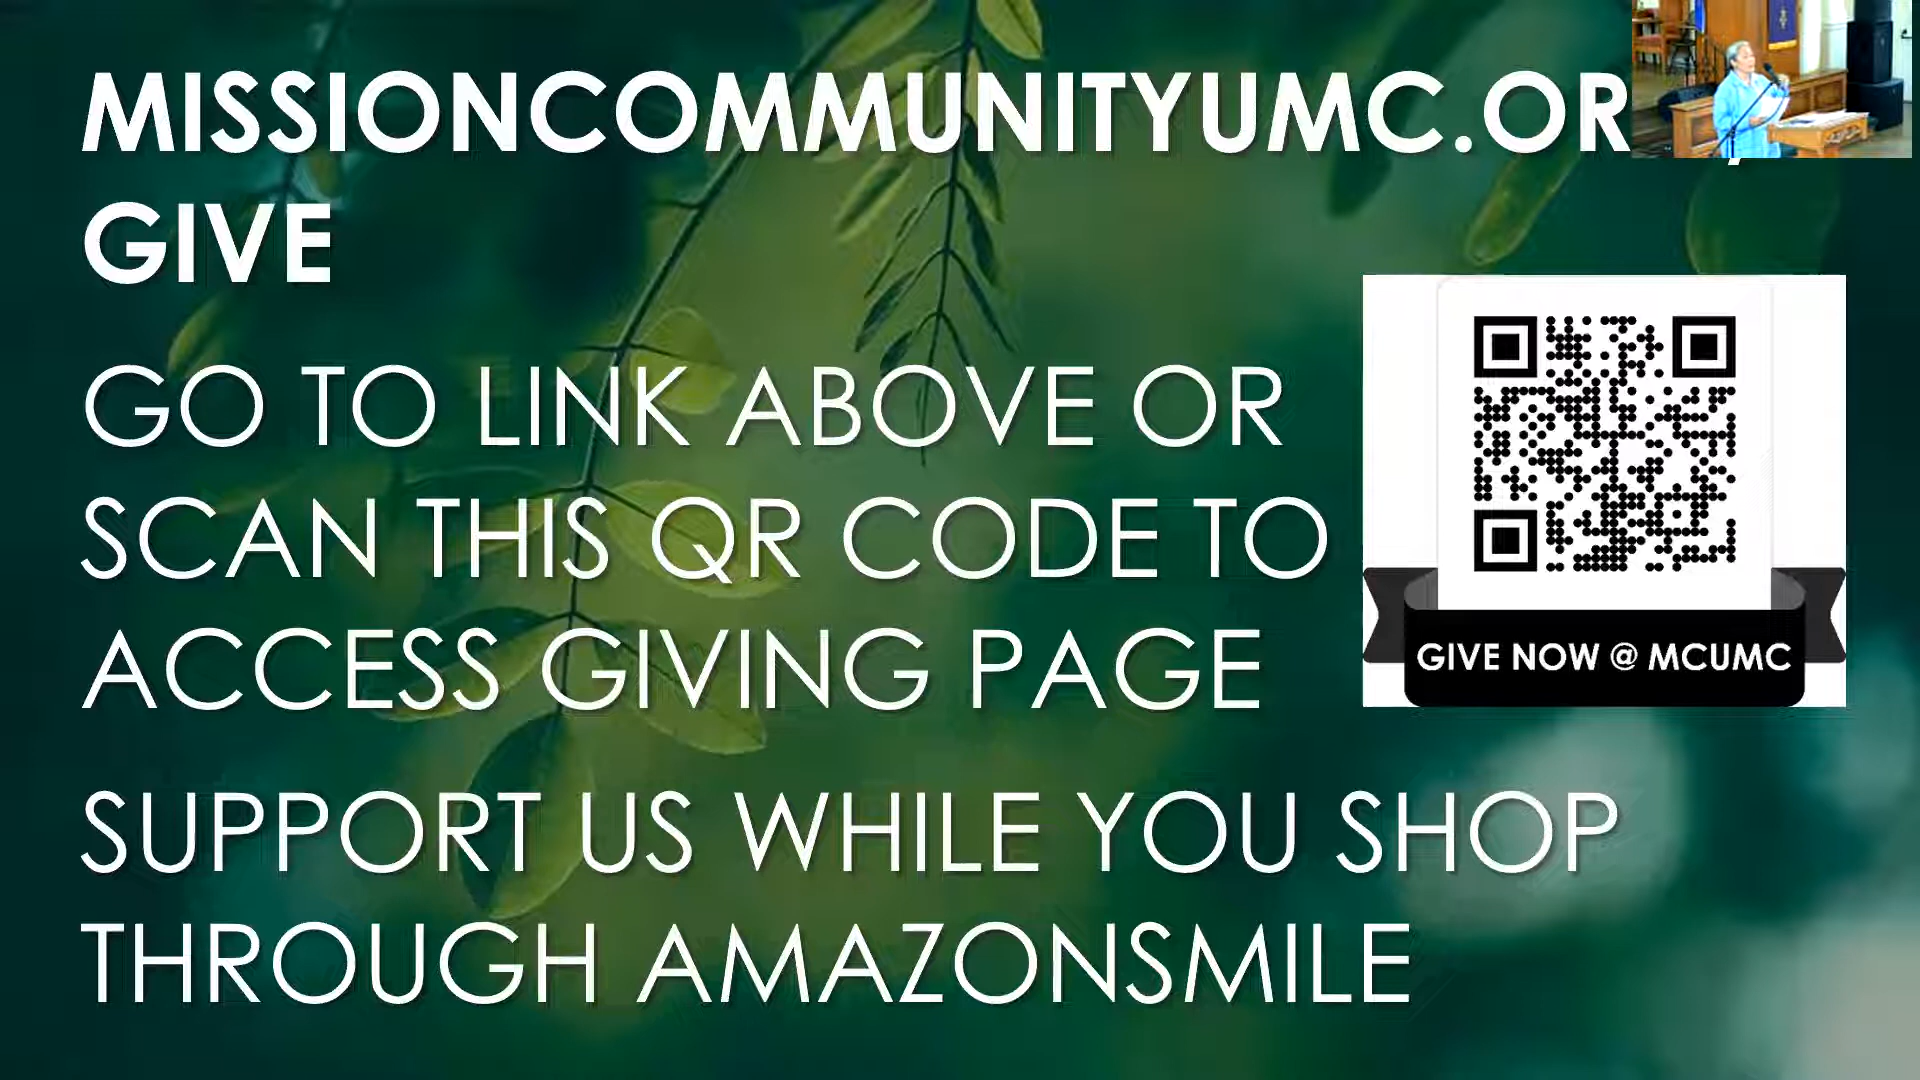 MISSIONCOMMUNITYUMC.OR
GIVE
GO TO LINK ABOVE OR
SCAN THIS QR CODE TO
ACCESS GIVING PAGE
GIVE NOW @ MCUMC
SUPPORT US WHILE YOU SHOP
THROUGH AMAZONSMILE